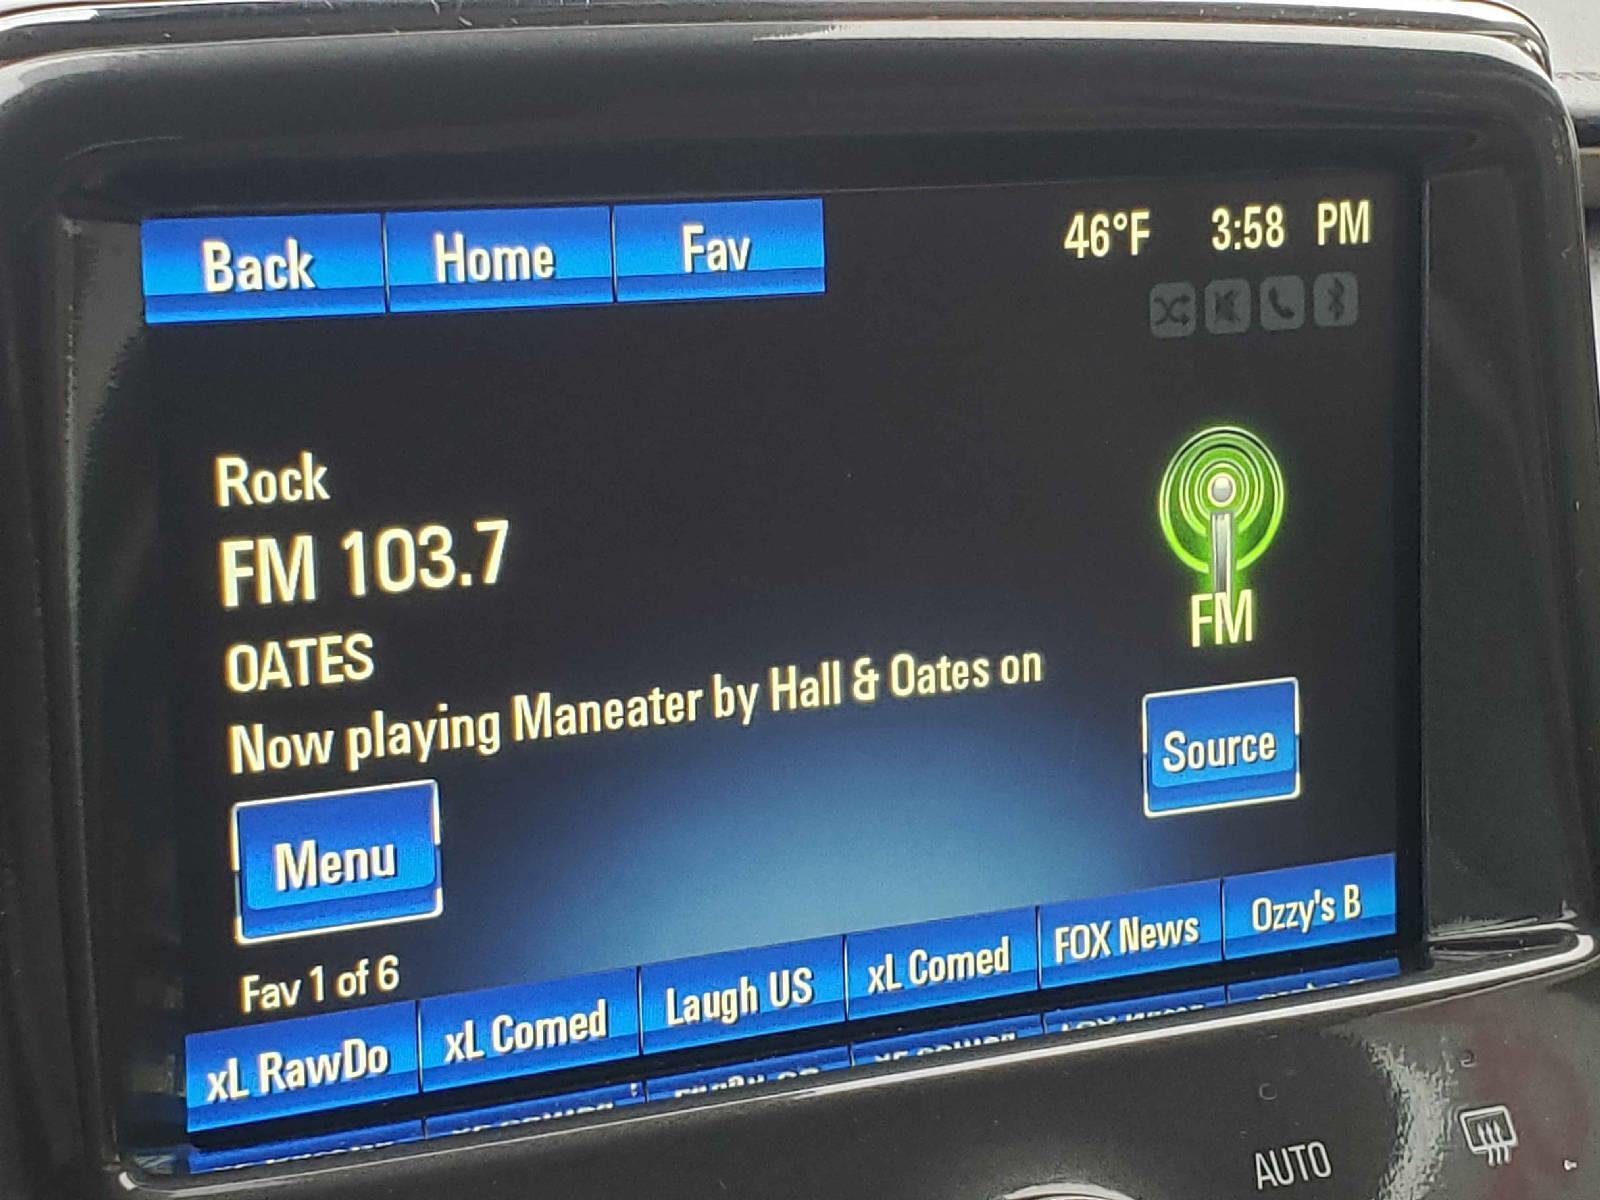 Back Home Fav 46°F 3:58 PM
Rock
FM 103.7
OATES
Now playing Maneater by Hall & Oates on
FM
Source
Menu
Fav 1 of 6
xL RawDo xL Comed Laugh US xL Comed FOX News Ozzy's B
AUTO